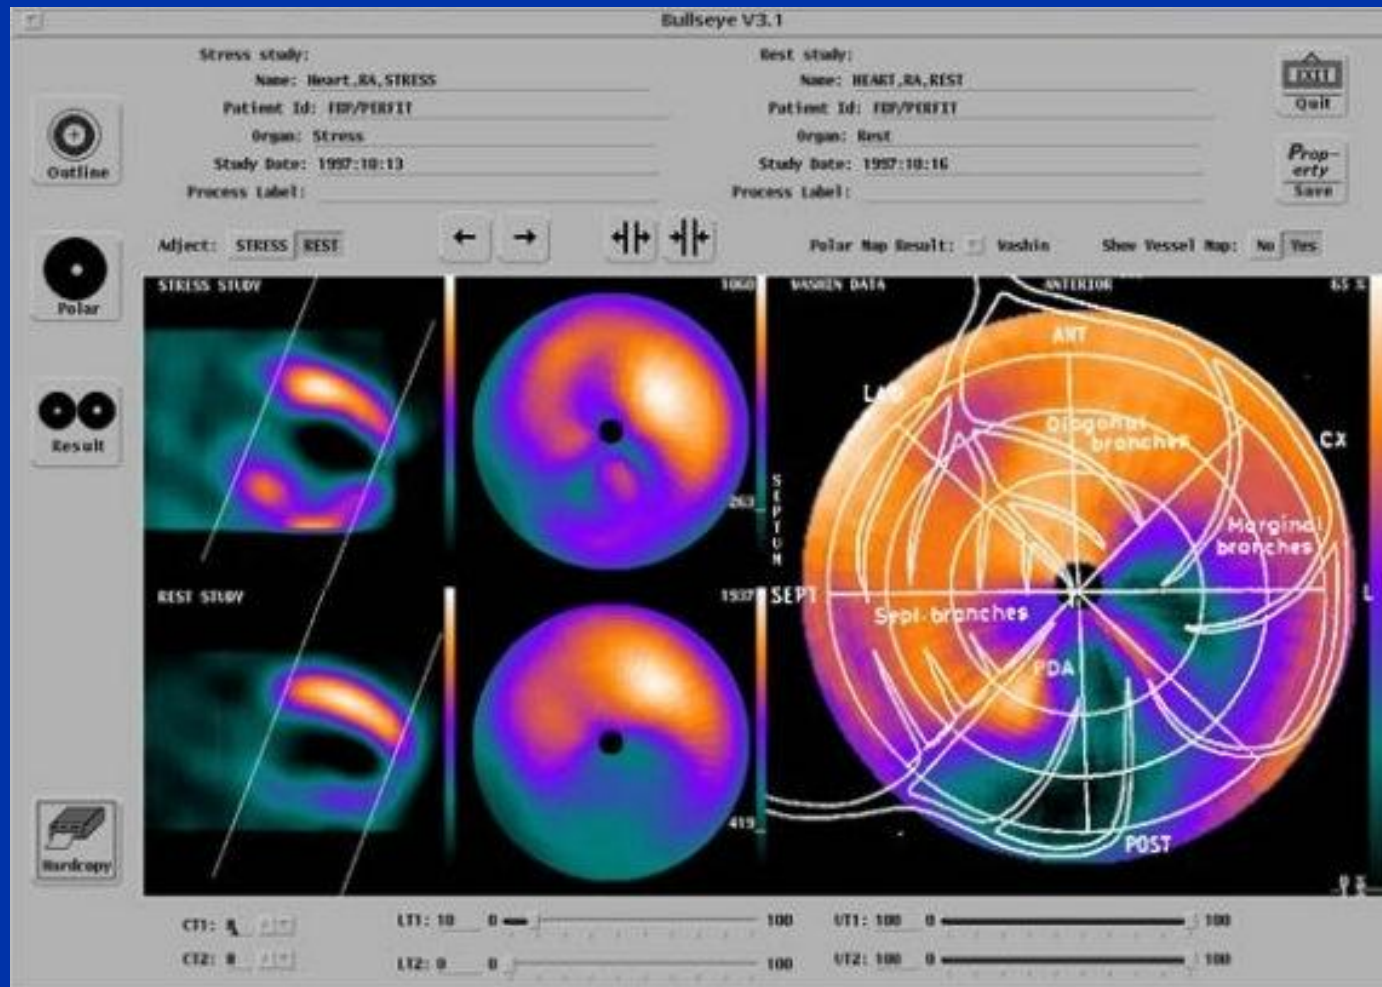 Bullseye V3.1
Stress study:
Name: Heart,RA,STRESS
Patient Id: FBP/PERFIT
Organ: Stress
Study Date: 1997:10:13
Process Label:
Rest study:
Name: HEART,RA,REST
Patient Id: FBP/PERFIT
Organ: Rest
Study Date: 1997:10:16
Process Label:
EXIT
Quit
Prop-
erty
Save
Outline
Polar
Result
Hardcopy
Adject: STRESS REST
← → 
Polar Map Result: Washin
Show Vessel Map: No Yes
STRESS STUDY
1060
263
REST STUDY
1937
419
WASHIN DATA
ANTERIOR
65 %
SEPTUM
ANT
LAD
Diagonal
branches
CX
Marginal
branches
SEPT
L
Sept.branches
PDA
POST
CT1: 8
CT2: 8
LT1: 10 0 100
LT2: 0 0 100
UT1: 100 0 100
UT2: 100 0 100